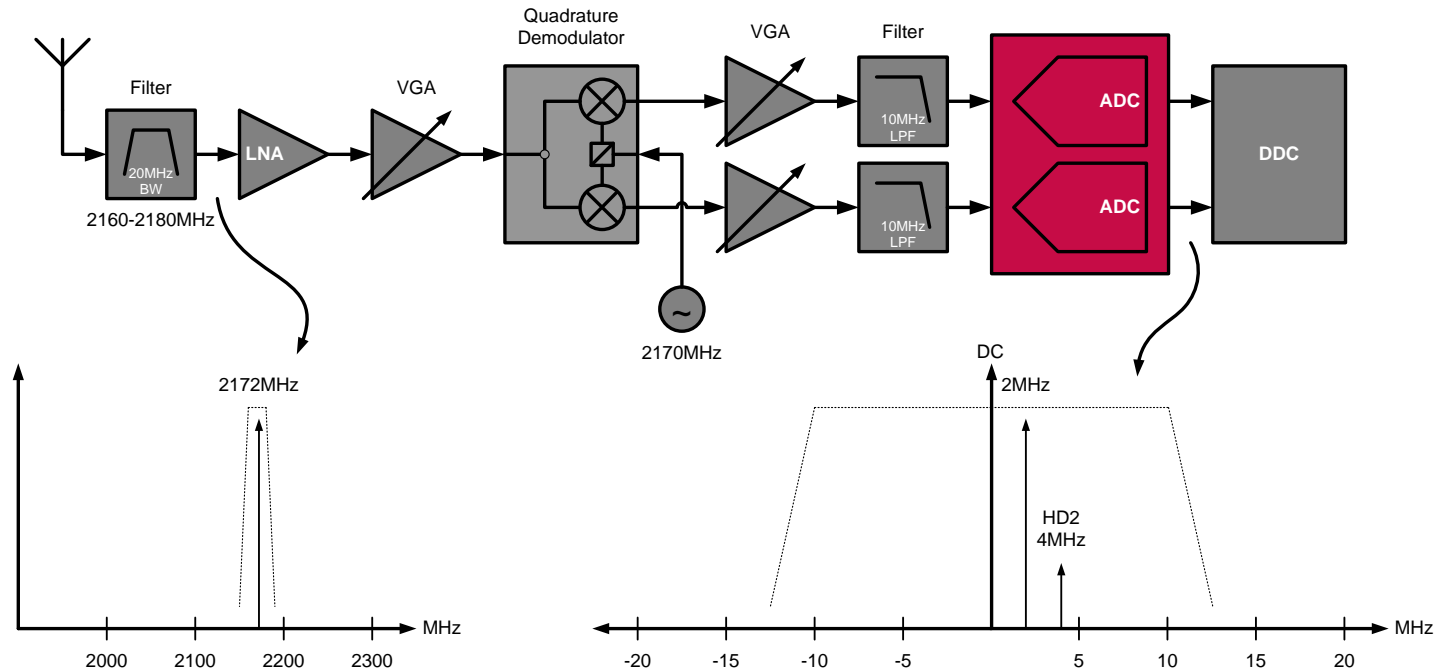 Quadrature
Demodulator
VGA
Filter
Filter
VGA
LNA
20MHz
BW
2160-2180MHz
10MHz
LPF
10MHz
LPF
ADC
ADC
DDC
~
2170MHz
2172MHz
MHz
2000
2100
2200
2300
DC
2MHz
HD2
4MHz
MHz
-20
-15
-10
-5
5
10
15
20